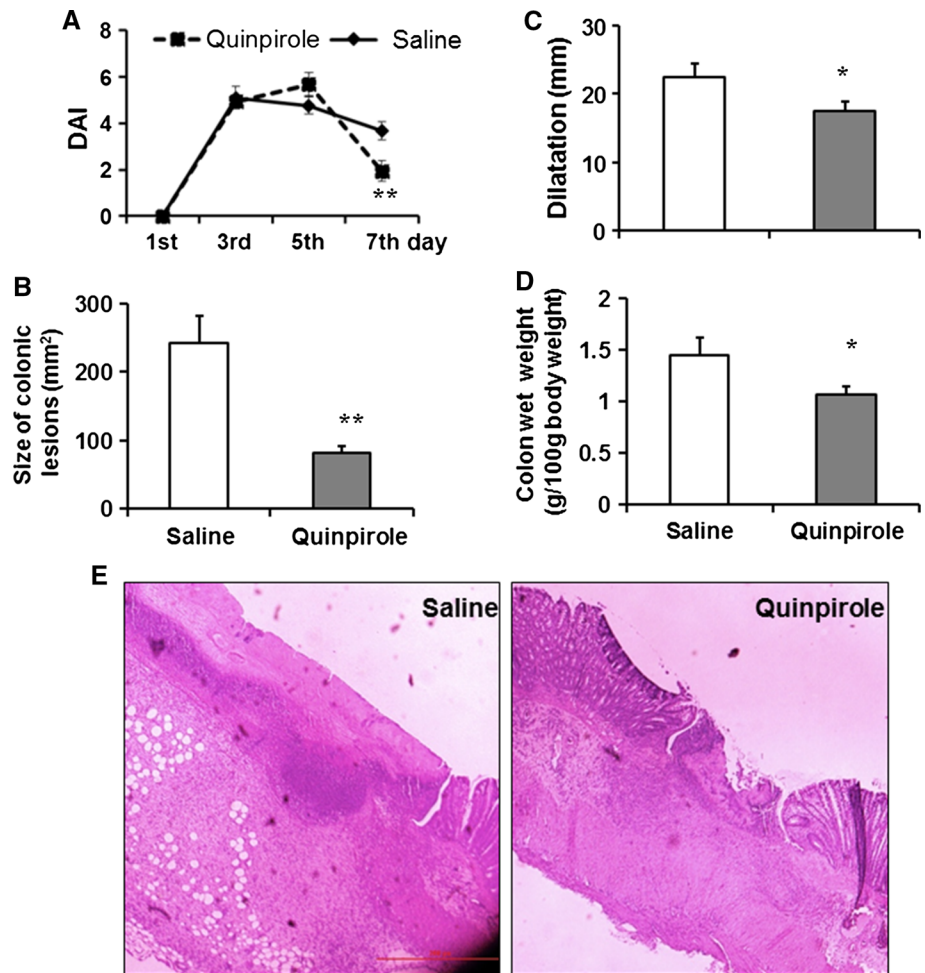 A
Quinpirole Saline
DAI
8
6
4
2
0
1st 3rd 5th 7th day
**
C
Dilatation (mm)
30
20
10
0
*
B
Size of colonic
lesions (mm²)
300
200
100
0
**
Saline Quinpirole
D
Colon wet weight
(g/100g body weight)
2
1.5
1
0.5
0
*
Saline Quinpirole
E
Saline
Quinpirole